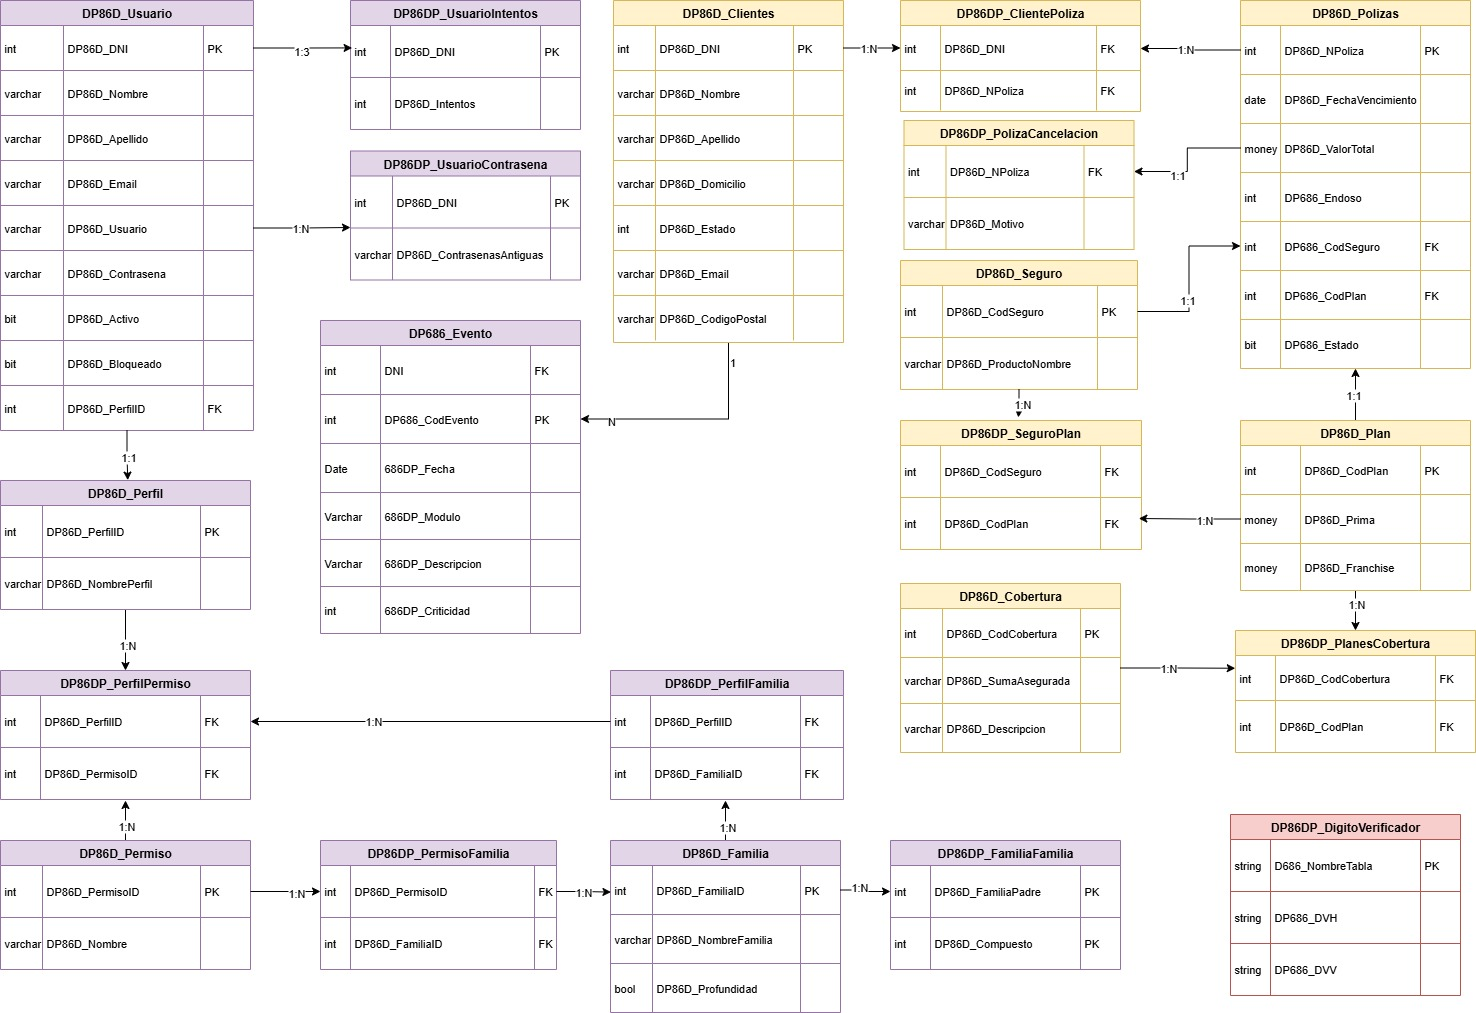 DP86D_Usuario
int DP86D_DNI PK
varchar DP86D_Nombre
varchar DP86D_Apellido
varchar DP86D_Email
varchar DP86D_Usuario
varchar DP86D_Contrasena
bit DP86D_Activo
bit DP86D_Bloqueado
int DP86D_PerfilID FK
1:3
1:N
1:1
DP86DP_UsuarioIntentos
int DP86D_DNI PK
int DP86D_Intentos
DP86DP_UsuarioContrasena
int DP86D_DNI PK
varchar DP86D_ContrasenasAntiguas
DP686_Evento
int DNI FK
int DP686_CodEvento PK
Date 686DP_Fecha
Varchar 686DP_Modulo
Varchar 686DP_Descripcion
int 686DP_Criticidad
DP86D_Clientes
int DP86D_DNI PK
varchar DP86D_Nombre
varchar DP86D_Apellido
varchar DP86D_Domicilio
int DP86D_Estado
varchar DP86D_Email
varchar DP86D_CodigoPostal
1:N
1
N
DP86DP_ClientePoliza
int DP86D_DNI FK
int DP86D_NPoliza FK
1:N
DP86DP_PolizaCancelacion
int DP86D_NPoliza FK
varchar DP86D_Motivo
1:1
DP86D_Seguro
int DP86D_CodSeguro PK
varchar DP86D_ProductoNombre
1:1
1:N
DP86D_Polizas
int DP86D_NPoliza PK
date DP86D_FechaVencimiento
money DP86D_ValorTotal
int DP686_Endoso
int DP686_CodSeguro FK
int DP686_CodPlan FK
bit DP686_Estado
1:1
DP86DP_SeguroPlan
int DP86D_CodSeguro FK
int DP86D_CodPlan FK
1:N
DP86D_Plan
int DP86D_CodPlan PK
money DP86D_Prima
money DP86D_Franchise
1:N
DP86D_Cobertura
int DP86D_CodCobertura PK
varchar DP86D_SumaAsegurada
varchar DP86D_Descripcion
1:N
DP86DP_PlanesCobertura
int DP86D_CodCobertura FK
int DP86D_CodPlan FK
DP86D_Perfil
int DP86D_PerfilID PK
varchar DP86D_NombrePerfil
1:N
DP86DP_PerfilPermiso
int DP86D_PerfilID FK
int DP86D_PermisoID FK
1:N
DP86DP_PerfilFamilia
int DP86D_PerfilID FK
int DP86D_FamiliaID FK
1:N
1:N
DP86D_Permiso
int DP86D_PermisoID PK
varchar DP86D_Nombre
1:N
DP86DP_PermisoFamilia
int DP86D_PermisoID FK
int DP86D_FamiliaID FK
1:N
DP86D_Familia
int DP86D_FamiliaID PK
varchar DP86D_NombreFamilia
bool DP86D_Profundidad
1:N
DP86DP_FamiliaFamilia
int DP86D_FamiliaPadre PK
int DP86D_Compuesto PK
DP86DP_DigitoVerificador
string D686_NombreTabla PK
string DP686_DVH
string DP686_DVV